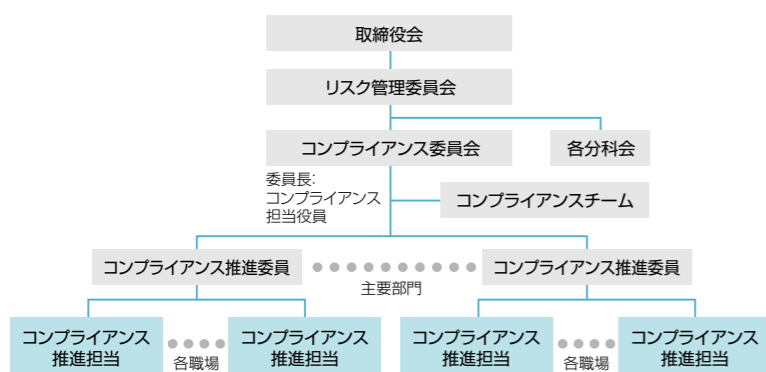 取締役会
リスク管理委員会
コンプライアンス委員会
各分科会
委員長:
コンプライアンス
担当役員
コンプライアンスチーム
コンプライアンス推進委員
主要部門
コンプライアンス推進委員
コンプライアンス
推進担当
各職場
コンプライアンス
推進担当
コンプライアンス
推進担当
各職場
コンプライアンス
推進担当